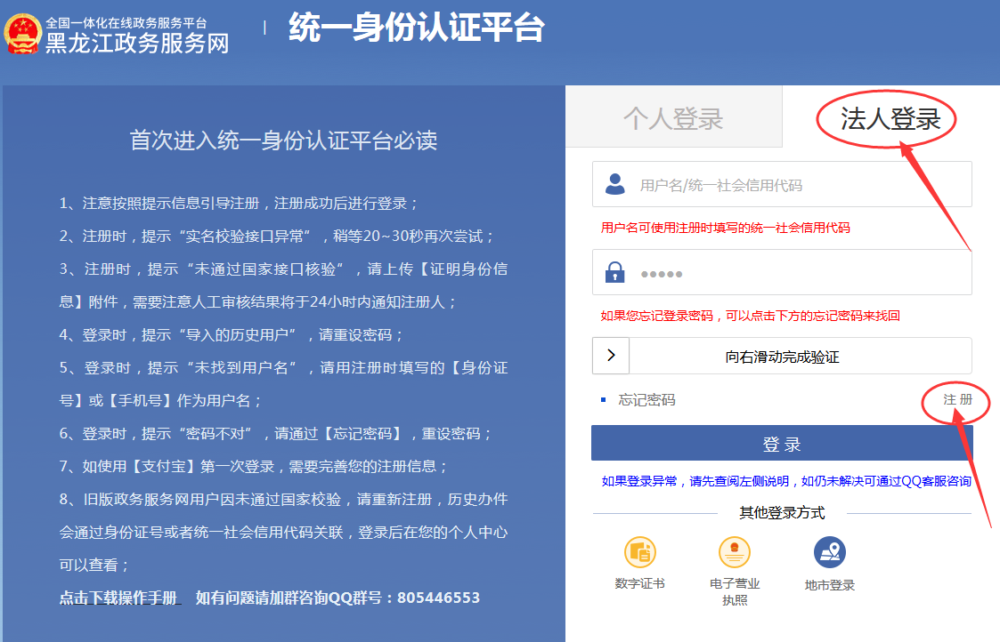 全国一体化在线政务服务平台
黑龙江政务服务网
统一身份认证平台
首次进入统一身份认证平台必读
1、注意按照提示信息引导注册，注册成功后进行登录；
2、注册时，提示“实名校验接口异常”，稍等20~30秒再次尝试；
3、注册时，提示“未通过国家接口核验”，请上传【证明身份信
息】附件，需要注意人工审核结果将于24小时内通知注册人；
4、登录时，提示“导入的历史用户”，请重设密码；
5、登录时，提示“未找到用户名”，请用注册时填写的【身份证
号】或【手机号】作为用户名；
6、登录时，提示“密码不对”，请通过【忘记密码】，重设密码；
7、如使用【支付宝】第一次登录，需要完善您的注册信息；
8、旧版政务服务网用户因未通过国家校验，请重新注册，历史办件
会通过身份证号或者统一社会信用代码关联，登录后在您的个人中心
可以查看；
点击下载操作手册 如有问题请加群咨询QQ群号：805446553
个人登录 法人登录
用户名/统一社会信用代码
用户名可使用注册时填写的统一社会信用代码
●●●●●
如果您忘记登录密码，可以点击下方的忘记密码来找回
向右滑动完成验证
忘记密码 注 册
登 录
如果登录异常，请先查阅左侧说明，如仍未解决可通过QQ客服咨询
其他登录方式
数字证书
电子营业
执照
地市登录